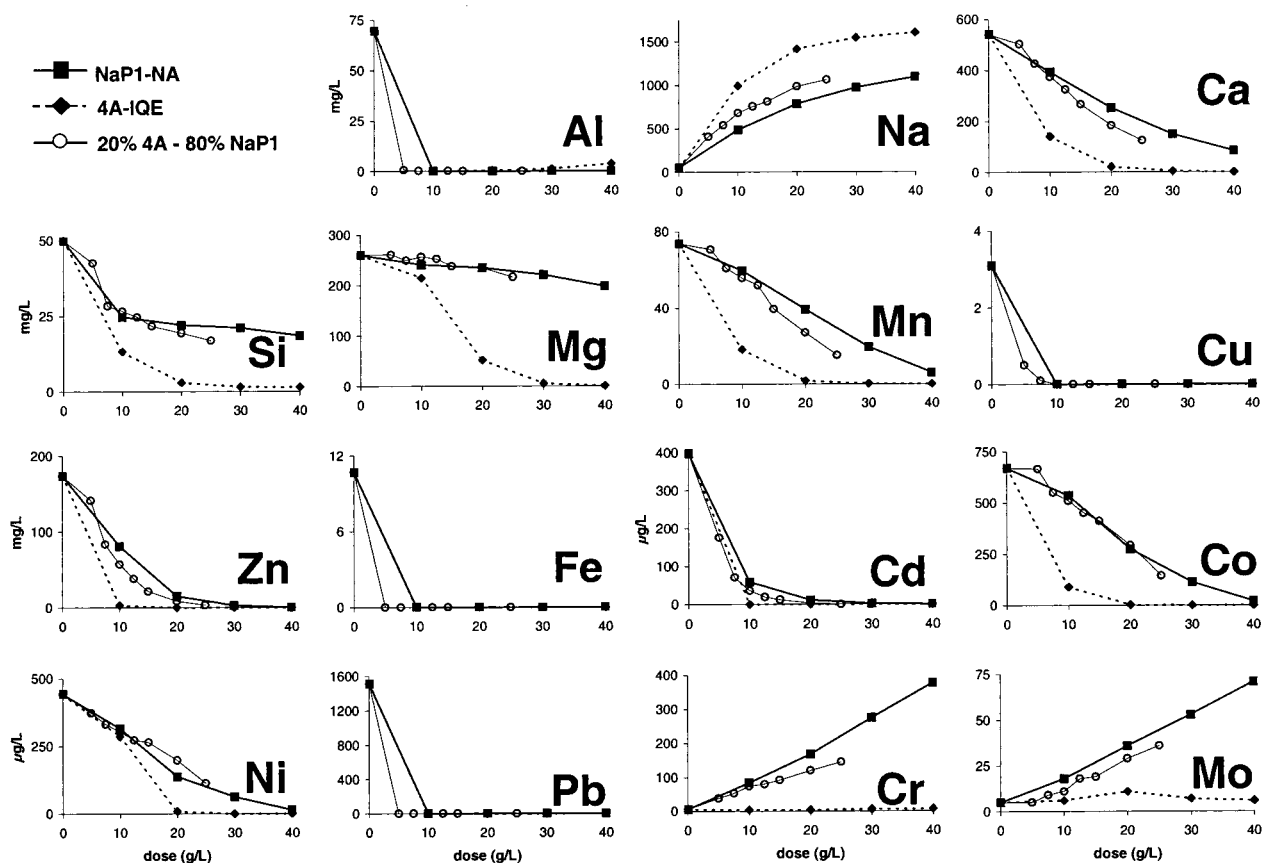 NaP1-NA
4A-IQE
20% 4A - 80% NaP1
75
50
25
0
mg/L
0 10 20 30 40
Al
1500
1000
500
0
0 10 20 30 40
Na
600
400
200
0
0 10 20 30 40
Ca
50
25
0
mg/L
0 10 20 30 40
Si
300
200
100
0
0 10 20 30 40
Mg
80
40
0
0 10 20 30 40
Mn
4
2
0
0 10 20 30 40
Cu
200
100
0
mg/L
0 10 20 30 40
Zn
12
6
0
0 10 20 30 40
Fe
400
300
200
100
0
µg/L
0 10 20 30 40
Cd
750
500
250
0
0 10 20 30 40
Co
500
250
0
µg/L
0 10 20 30 40
dose (g/L)
Ni
1600
1200
800
400
0
0 10 20 30 40
dose (g/L)
Pb
400
300
200
100
0
0 10 20 30 40
dose (g/L)
Cr
75
50
25
0
0 10 20 30 40
dose (g/L)
Mo